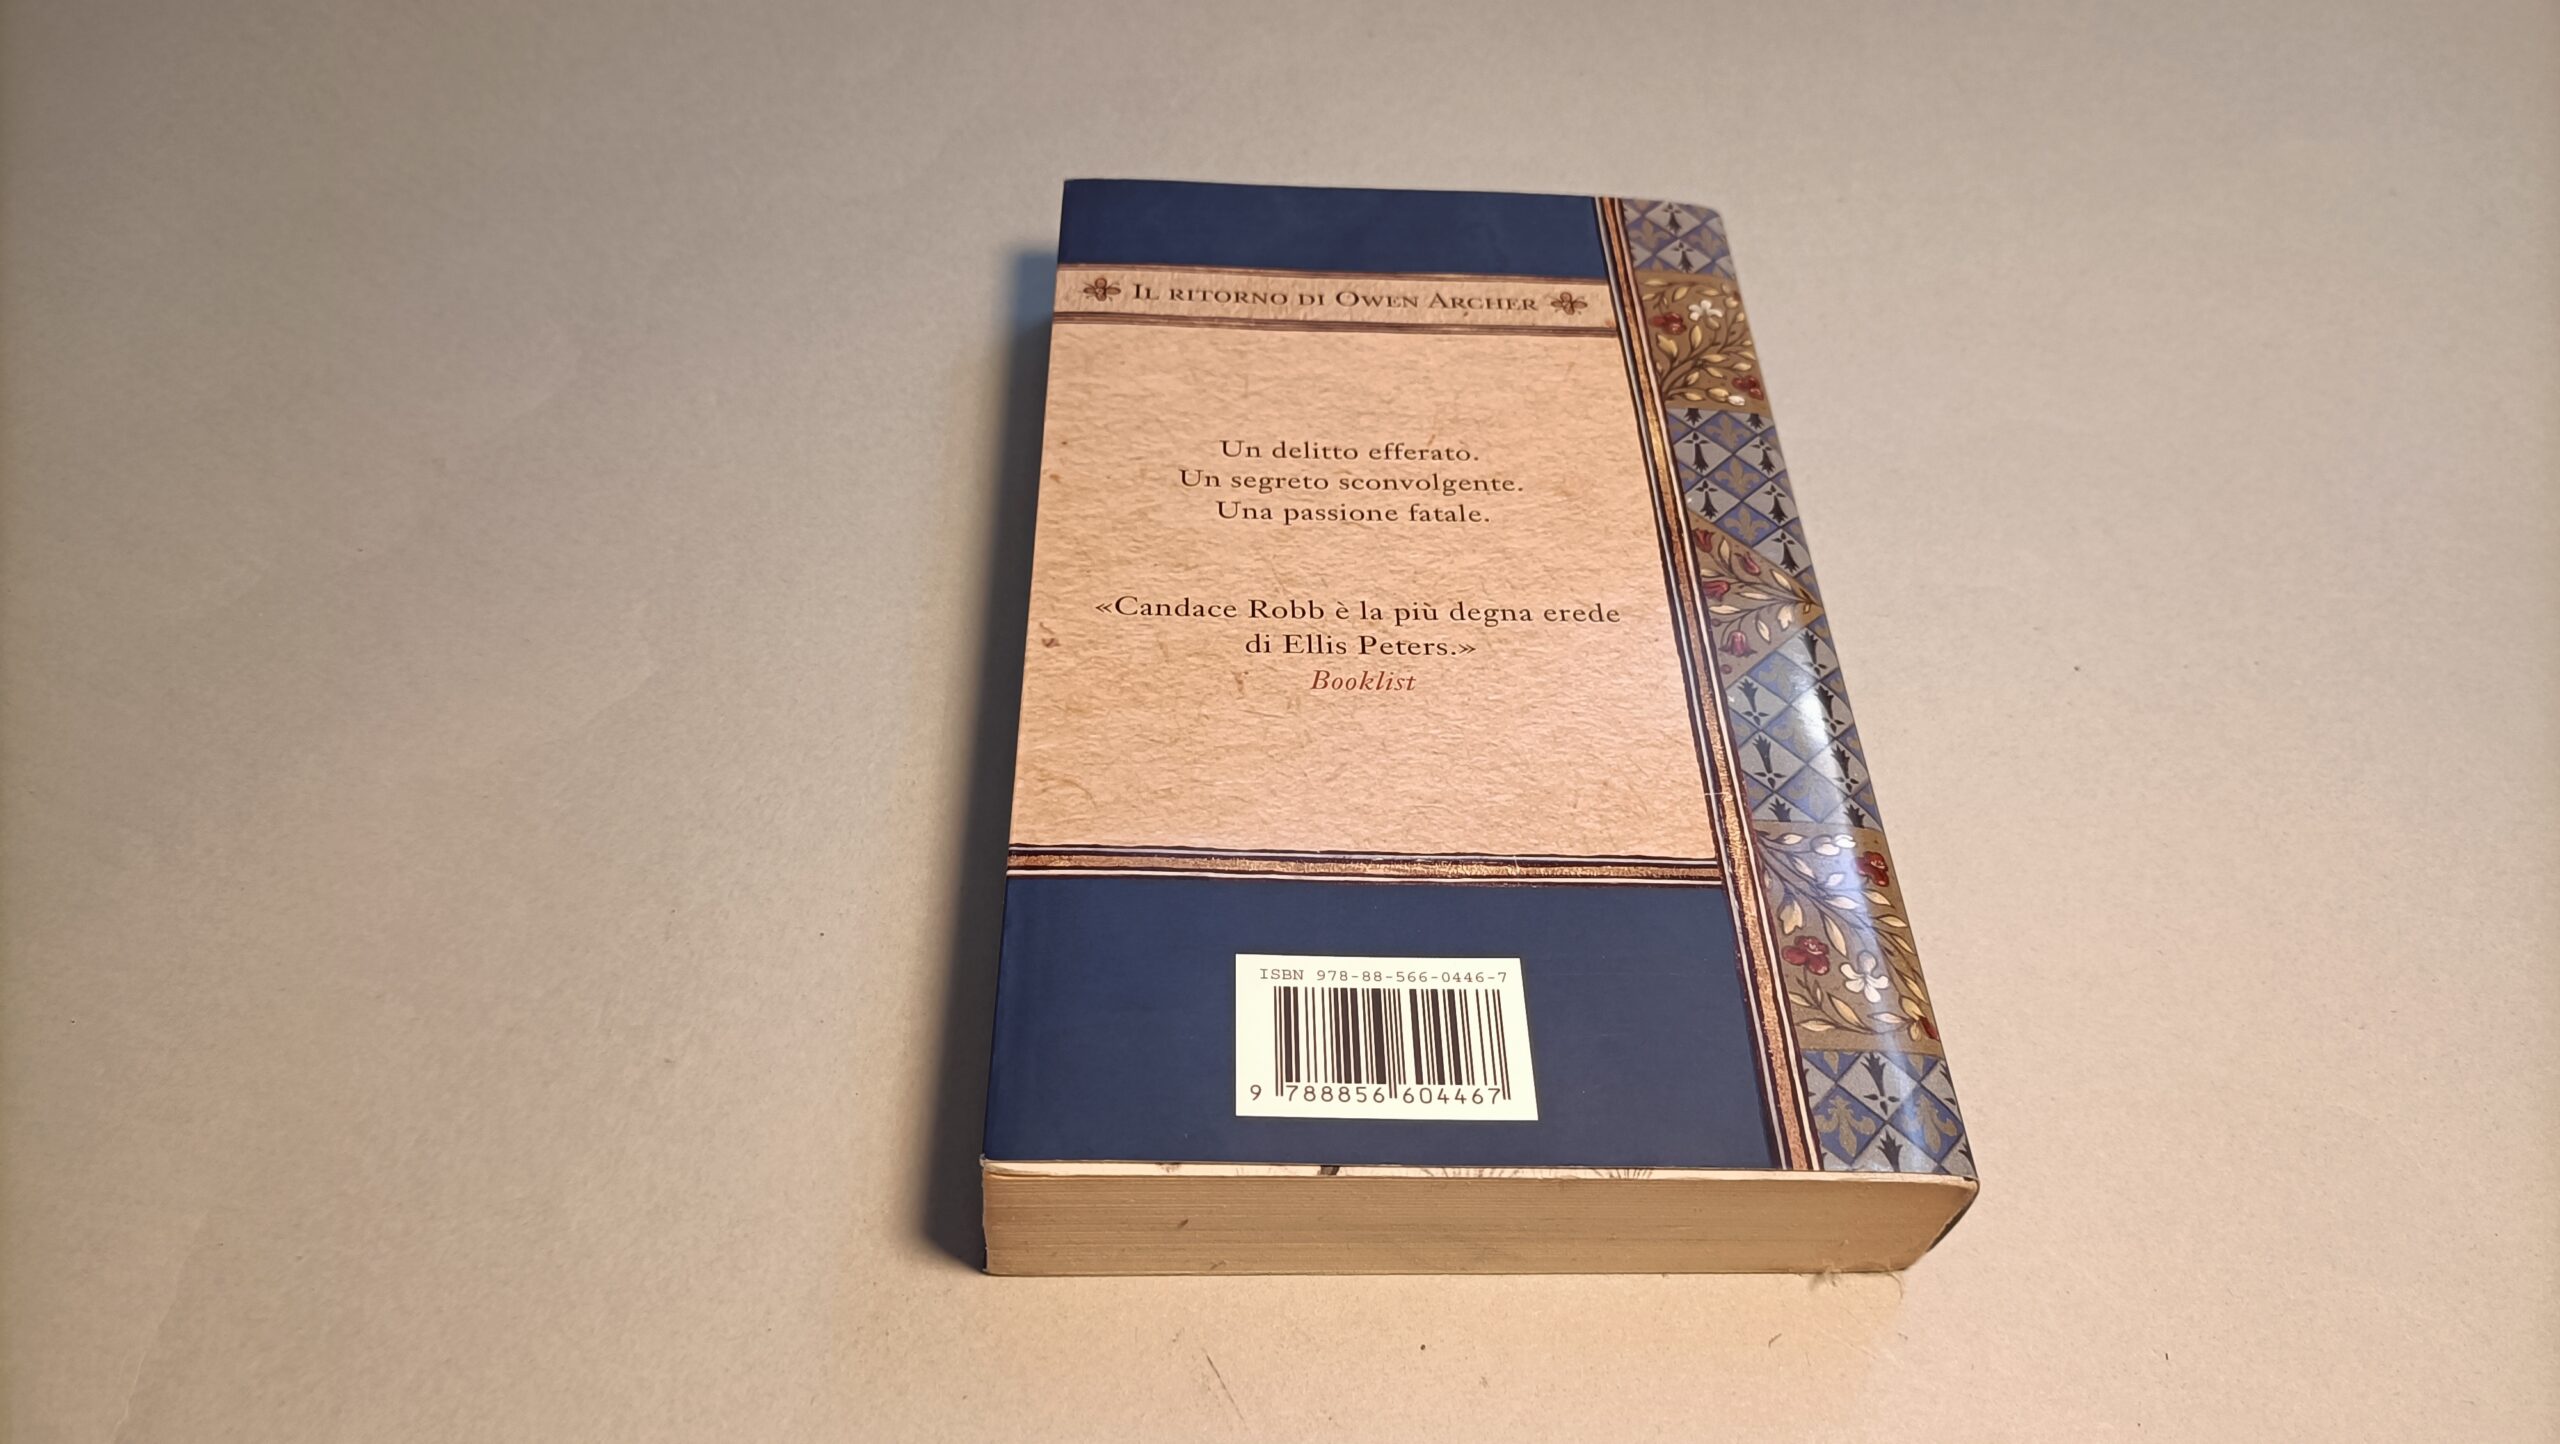 Il ritorno di Owen Archer
Un delitto efferato.
Un segreto sconvolgente.
Una passione fatale.
«Candace Robb è la più degna erede
di Ellis Peters.»
Booklist
ISBN 978-88-566-0446-7
9 788856 604467